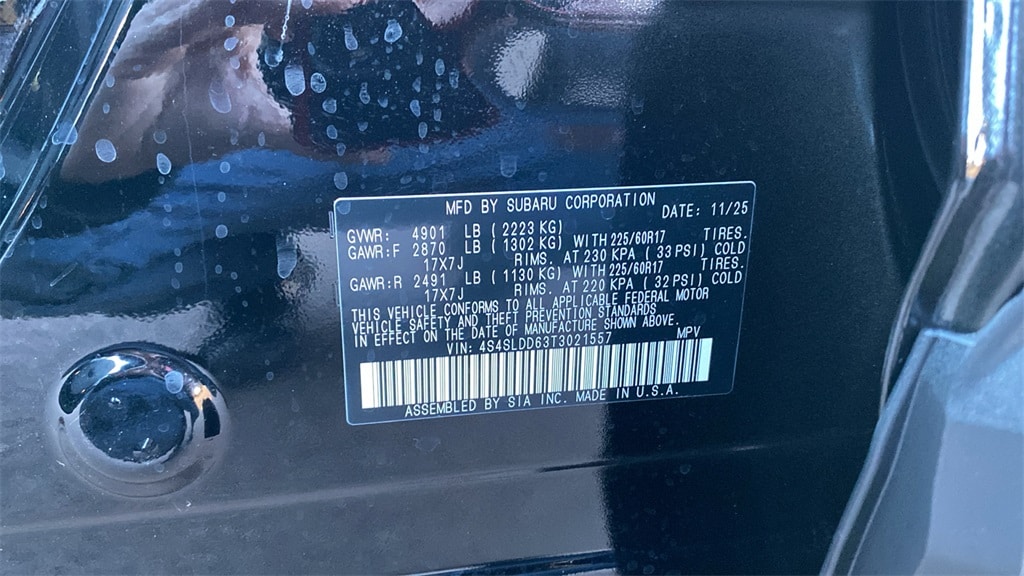 MFD BY SUBARU CORPORATION
DATE: 11/25
GVWR: 4901 LB (2223 KG)
GAWR:F 2870 LB (1302 KG) WITH 225/60R17 TIRES.
17X7J RIMS. AT 230 KPA (33 PSI) COLD
GAWR:R 2491 LB (1130 KG) WITH 225/60R17 TIRES.
17X7J RIMS. AT 220 KPA (32 PSI) COLD
THIS VEHICLE CONFORMS TO ALL APPLICABLE FEDERAL MOTOR
VEHICLE SAFETY AND THEFT PREVENTION STANDARDS
IN EFFECT ON THE DATE OF MANUFACTURE SHOWN ABOVE.
VIN: 4S4SLDD63T3021557 MPV
ASSEMBLED BY SIA INC. MADE IN U.S.A.